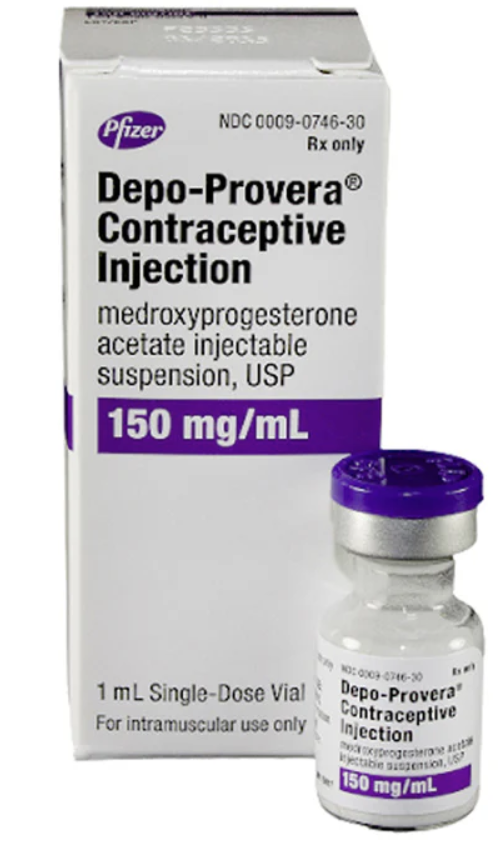 Pfizer
NDC 0009-0746-30
Rx only
Depo-Provera®
Contraceptive
Injection
medroxyprogesterone
acetate injectable
suspension, USP
150 mg/mL
1 mL Single-Dose Vial
For intramuscular use only
NDC 0009-0746-30
Rx only
Depo-Provera®
Contraceptive
Injection
medroxyprogesterone acetate
injectable suspension, USP
150 mg/mL